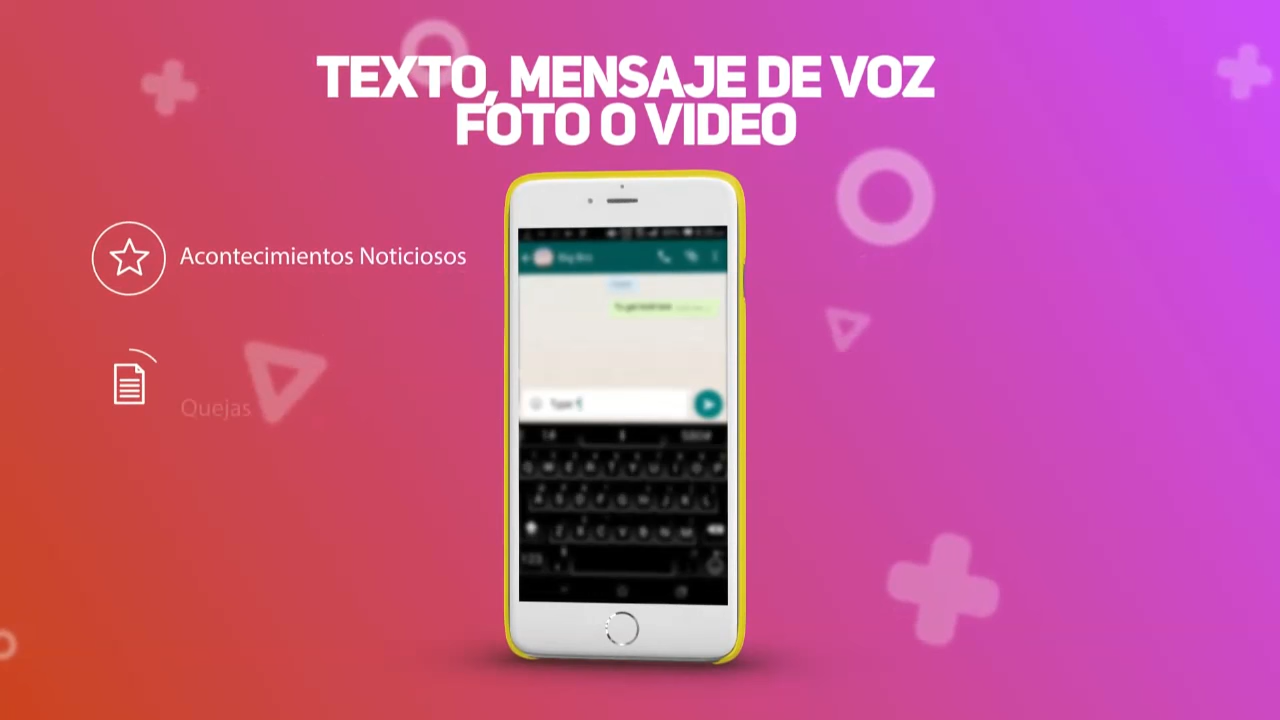 TEXTO, MENSAJE DE VOZ
FOTO O VIDEO
Acontecimientos Noticiosos
Quejas